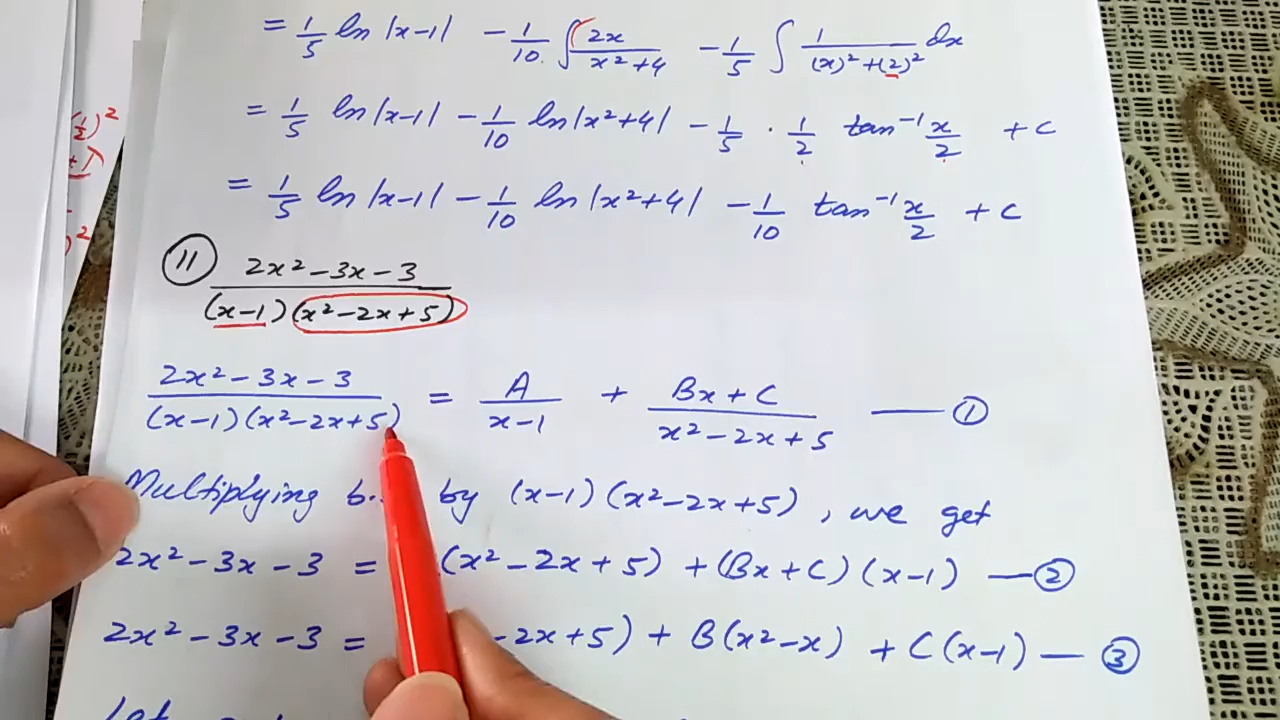 = 1/5 ln |x-1| - 1/10 ∫ 2x/(x²+4) - 1/5 ∫ 1/((x)²+(2)²) dx
= 1/5 ln |x-1| - 1/10 ln |x²+4| - 1/5 · 1/2 tan⁻¹ x/2 + C
= 1/5 ln |x-1| - 1/10 ln |x²+4| - 1/10 tan⁻¹ x/2 + C
⑪ (2x²-3x-3)/((x-1)(x²-2x+5))
(2x²-3x-3)/((x-1)(x²-2x+5)) = A/(x-1) + (Bx+C)/(x²-2x+5) — ①
Multiplying by (x-1)(x²-2x+5), we get
2x²-3x-3 = (x²-2x+5) + (Bx+C)(x-1) — ②
2x²-3x-3 = -2x+5) + B(x²-x) + C(x-1) — ③
Let